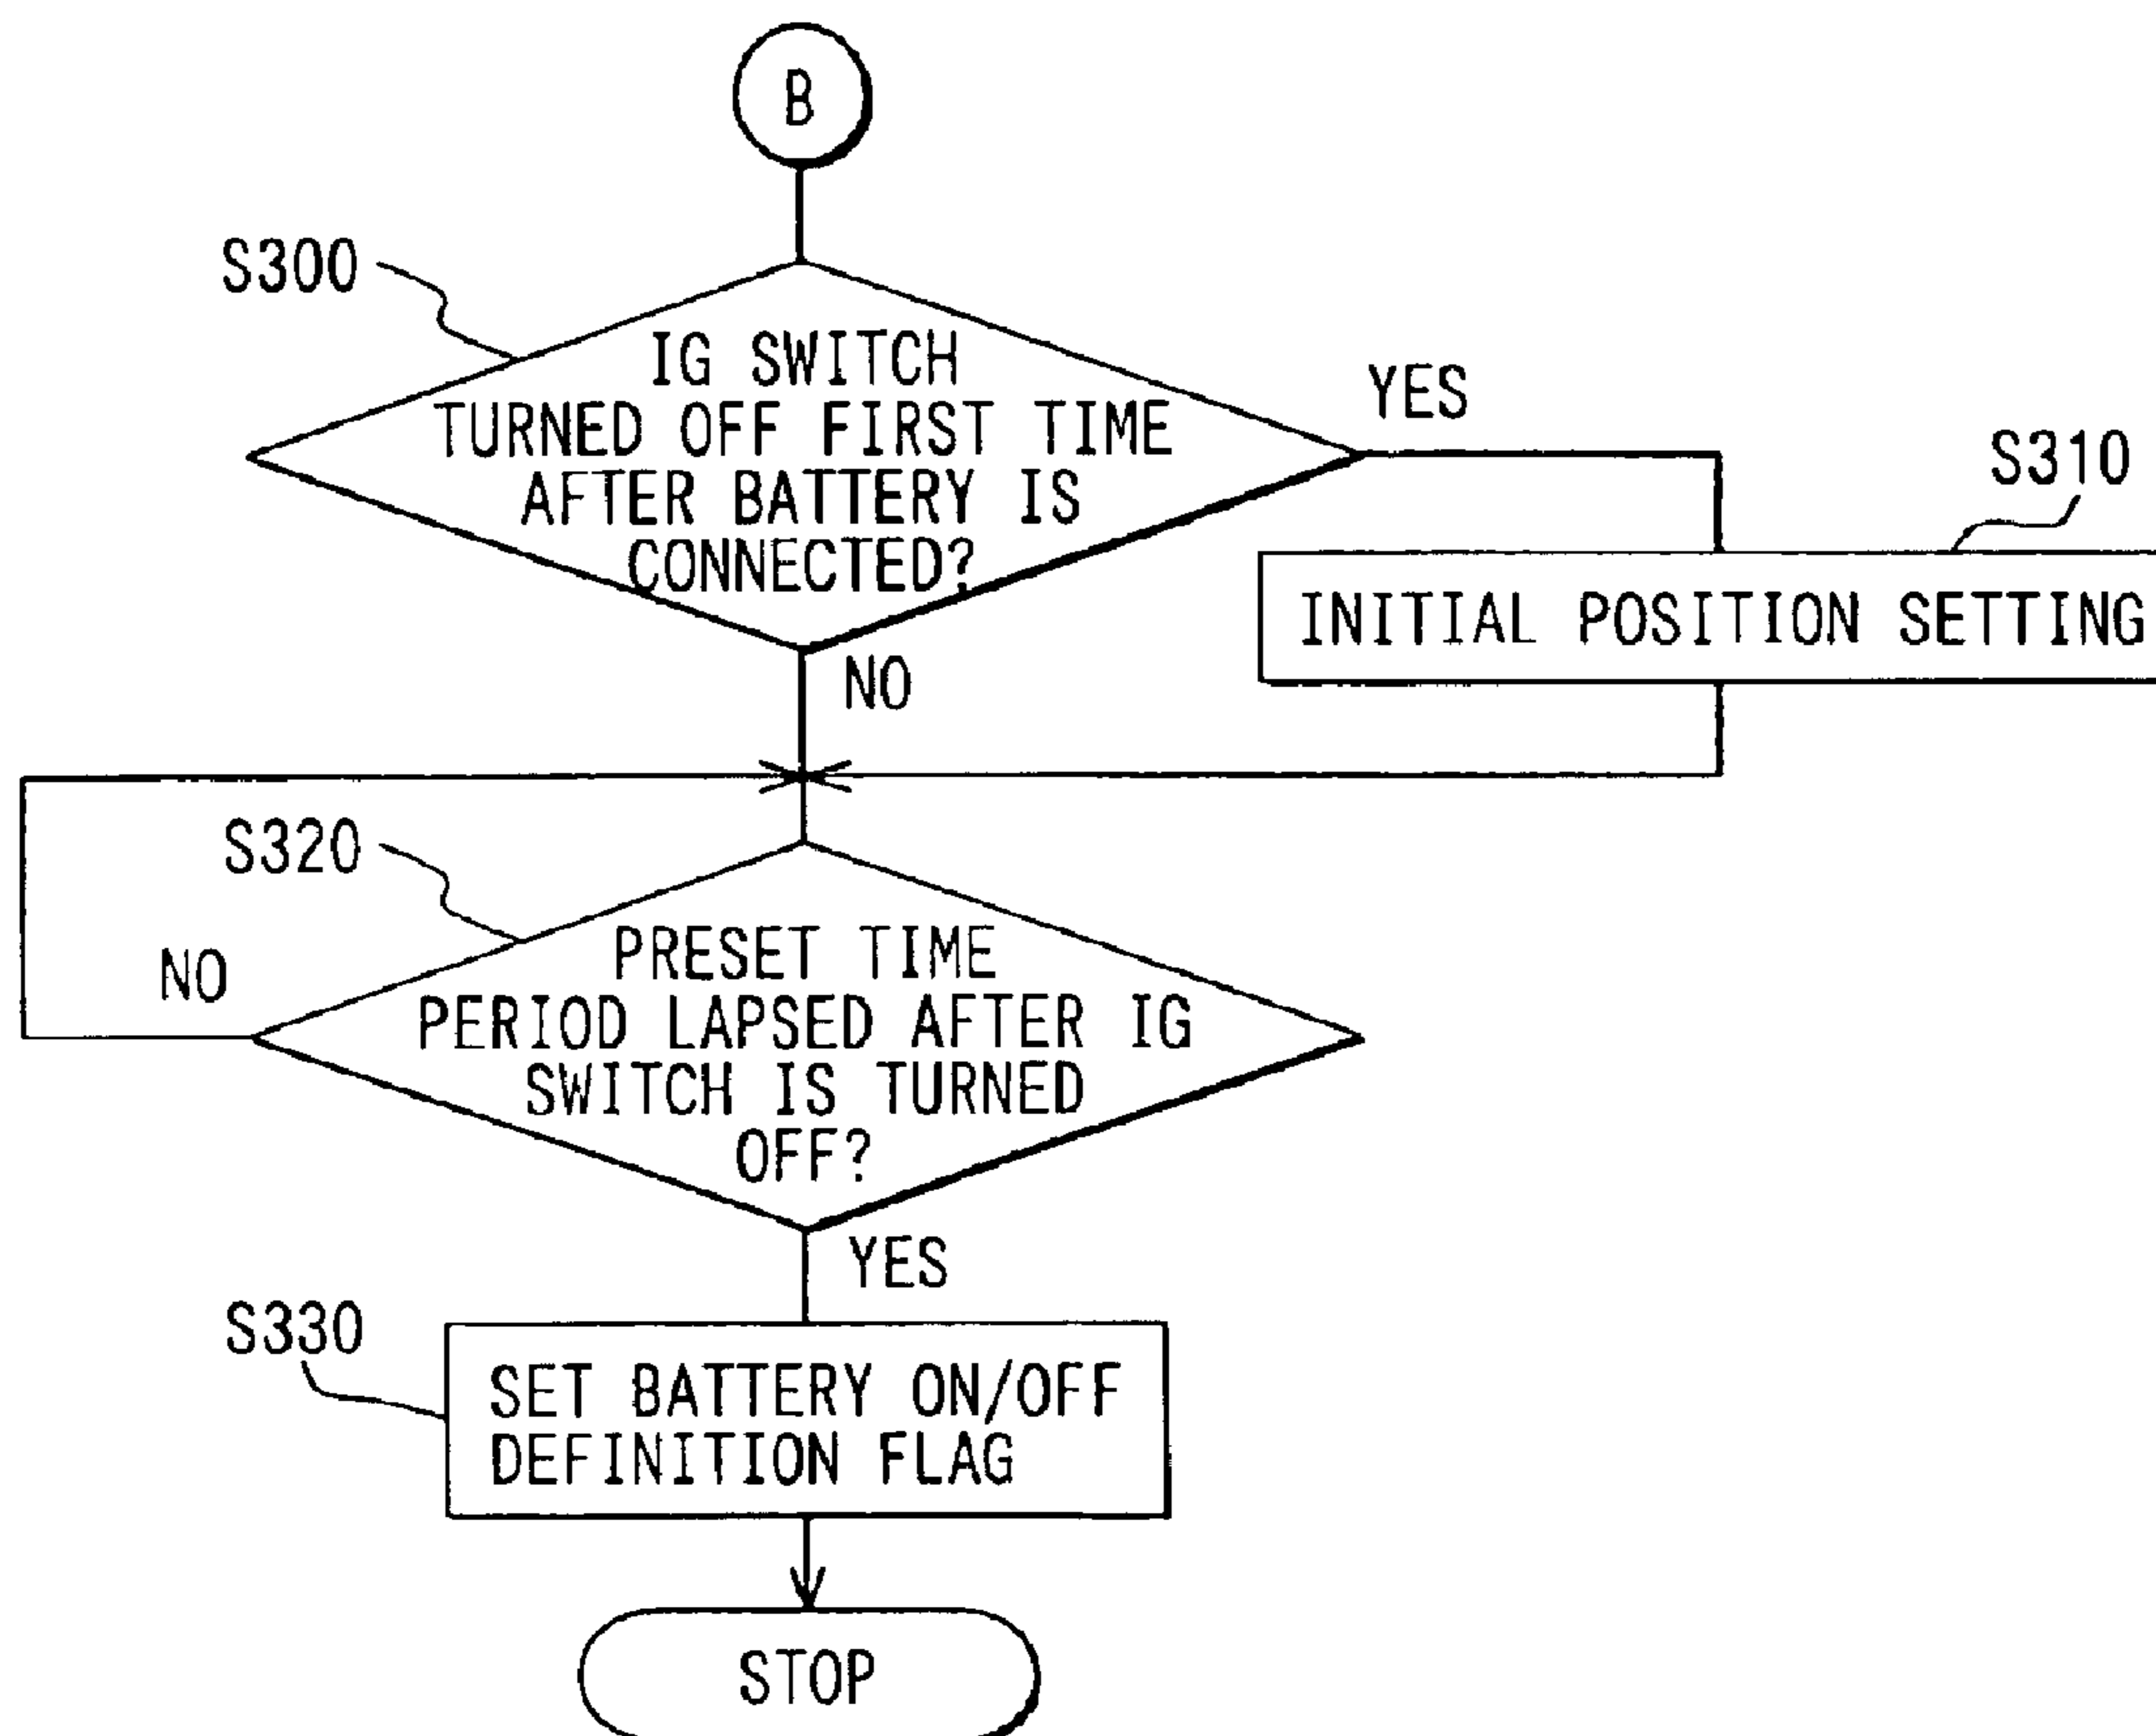 B
S300
IG SWITCH
TURNED OFF FIRST TIME
AFTER BATTERY IS
CONNECTED?
YES
S310
INITIAL POSITION SETTING
NO
S320
PRESET TIME
PERIOD LAPSED AFTER IG
SWITCH IS TURNED
OFF?
NO
YES
S330
SET BATTERY ON/OFF
DEFINITION FLAG
STOP